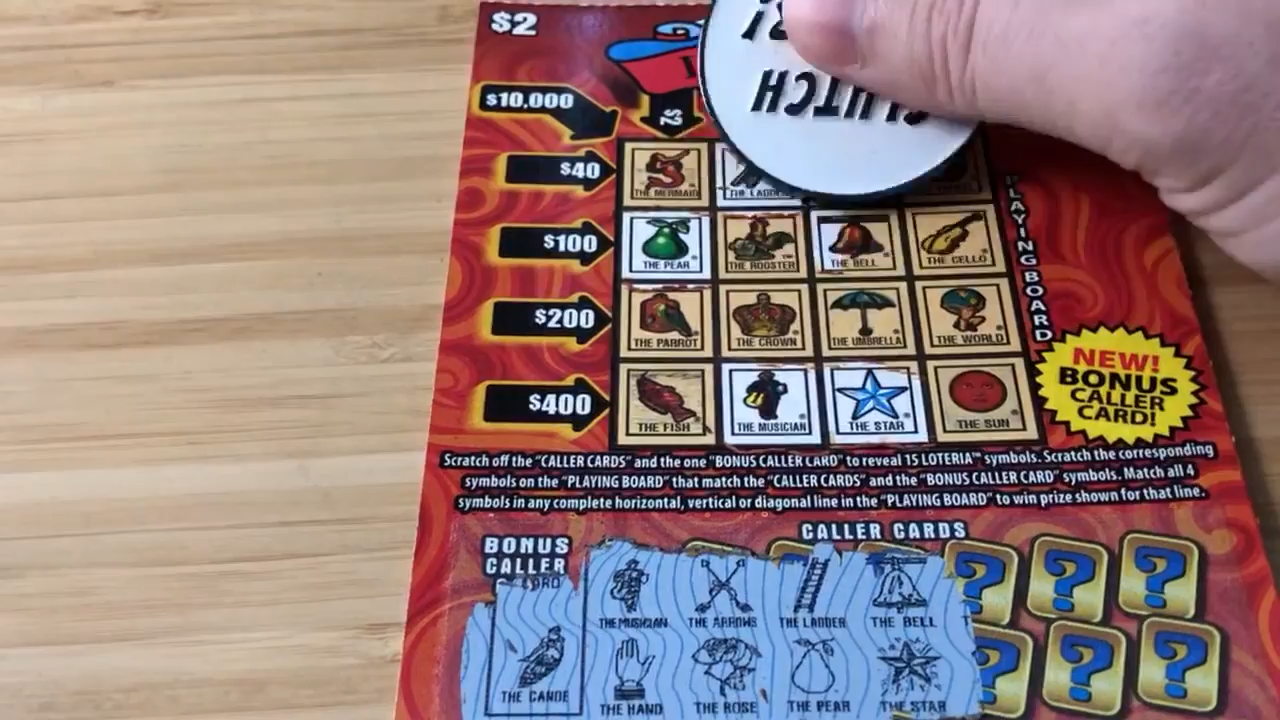 $2
$10,000
$2
CLUTCH
$40
THE MERMAID
THE LADDER
PLAYING BOARD
$100
THE PEAR
THE ROOSTER
THE BELL
THE CELLO
$200
THE PARROT
THE CROWN
THE UMBRELLA
THE WORLD
$400
THE FISH
THE MUSICIAN
THE STAR
THE SUN
NEW!
BONUS
CALLER
CARD!
Scratch off the "CALLER CARDS" and the one "BONUS CALLER CARD" to reveal 15 LOTERIA™ symbols. Scratch the corresponding
symbols on the "PLAYING BOARD" that match the "CALLER CARDS" and the "BONUS CALLER CARD" symbols. Match all 4
symbols in any complete horizontal, vertical or diagonal line in the "PLAYING BOARD" to win prize shown for that line.
BONUS
CALLER
CARD
CALLER CARDS
? ? ?
THE MUSICIAN
THE ARROWS
THE LADDER
THE BELL
? ? ?
THE CANOE
THE HAND
THE ROSE
THE PEAR
THE STAR